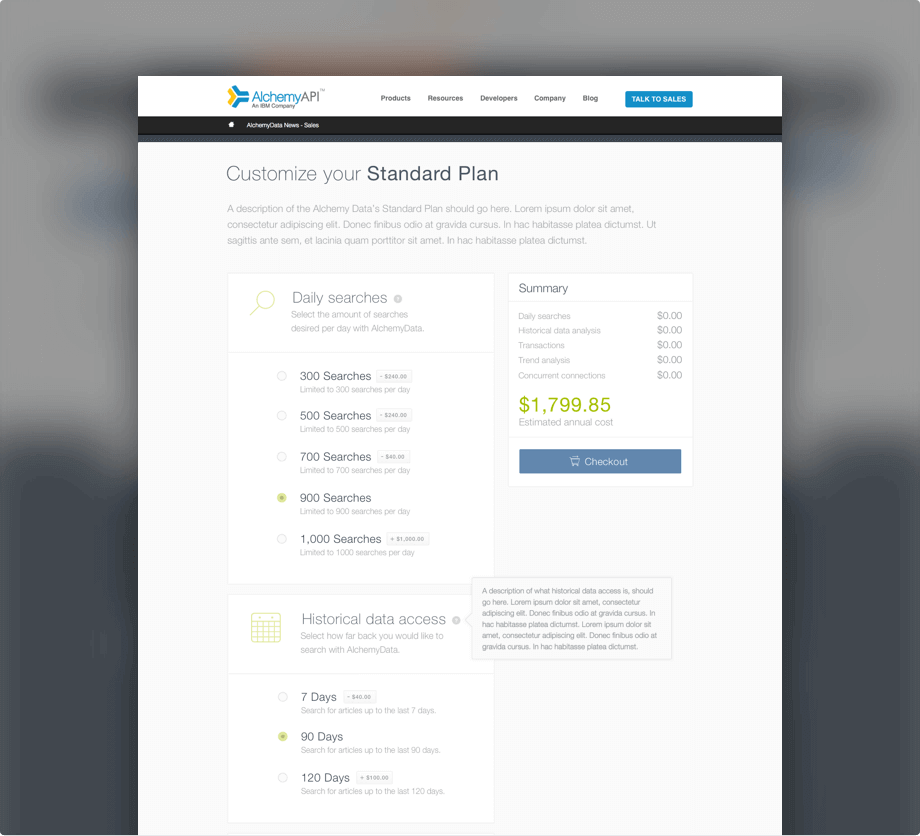 AlchemyAPI™
An IBM Company
Products Resources Developers Company Blog TALK TO SALES
AlchemyData News - Sales
Customize your Standard Plan
A description of the Alchemy Data's Standard Plan should go here. Lorem ipsum dolor sit amet,
consectetur adipiscing elit. Donec finibus odio at gravida cursus. In hac habitasse platea dictumst. Ut
sagittis ante sem, et lacinia quam porttitor sit amet. In hac habitasse platea dictumst.
Daily searches ?
Select the amount of searches
desired per day with AlchemyData.
300 Searches - $240.00
Limited to 300 searches per day
500 Searches - $240.00
Limited to 500 searches per day
700 Searches - $40.00
Limited to 700 searches per day
900 Searches
Limited to 900 searches per day
1,000 Searches + $1,000.00
Limited to 1000 searches per day
Summary
Daily searches $0.00
Historical data analysis $0.00
Transactions $0.00
Trend analysis $0.00
Concurrent connections $0.00
$1,799.85
Estimated annual cost
Checkout
Historical data access ?
Select how far back you would like to
search with AlchemyData.
A description of what historical data access is, should
go here. Lorem ipsum dolor sit amet, consectetur
adipiscing elit. Donec finibus odio at gravida cursus. In
hac habitasse platea dictumst. Lorem ipsum dolor sit
amet, consectetur adipiscing elit. Donec finibus odio at
gravida cursus. In hac habitasse platea dictumst.
7 Days - $40.00
Search for articles up to the last 7 days.
90 Days
Search for articles up to the last 90 days.
120 Days + $100.00
Search for articles up to the last 120 days.